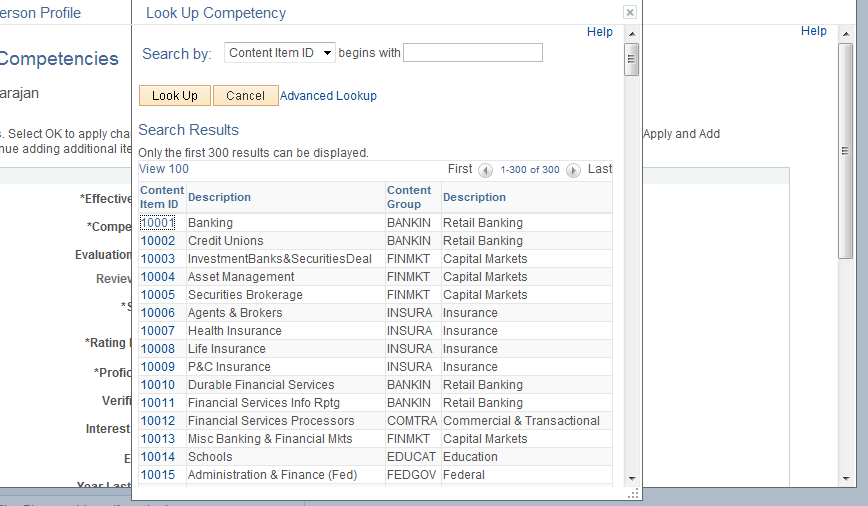 erson Profile
Look Up Competency
Help
Help
Search by: Content Item ID begins with
Competencies
arajan
Look Up Cancel Advanced Lookup
Search Results
s. Select OK to apply cha
Apply and Add
nue adding additional ite
Only the first 300 results can be displayed.
View 100 First 1-300 of 300 Last
Content Item ID Description Content Group Description
*Effective
10001 Banking BANKIN Retail Banking
*Compe
10002 Credit Unions BANKIN Retail Banking
Evaluation
10003 InvestmentBanks&SecuritiesDeal FINMKT Capital Markets
Review
10004 Asset Management FINMKT Capital Markets
10005 Securities Brokerage FINMKT Capital Markets
*S
10006 Agents & Brokers INSURA Insurance
10007 Health Insurance INSURA Insurance
*Rating
10008 Life Insurance INSURA Insurance
10009 P&C Insurance INSURA Insurance
*Profic
10010 Durable Financial Services BANKIN Retail Banking
Verifi
10011 Financial Services Info Rptg BANKIN Retail Banking
10012 Financial Services Processors COMTRA Commercial & Transactional
Interest
10013 Misc Banking & Financial Mkts FINMKT Capital Markets
10014 Schools EDUCAT Education
E
10015 Administration & Finance (Fed) FEDGOV Federal
Year Last